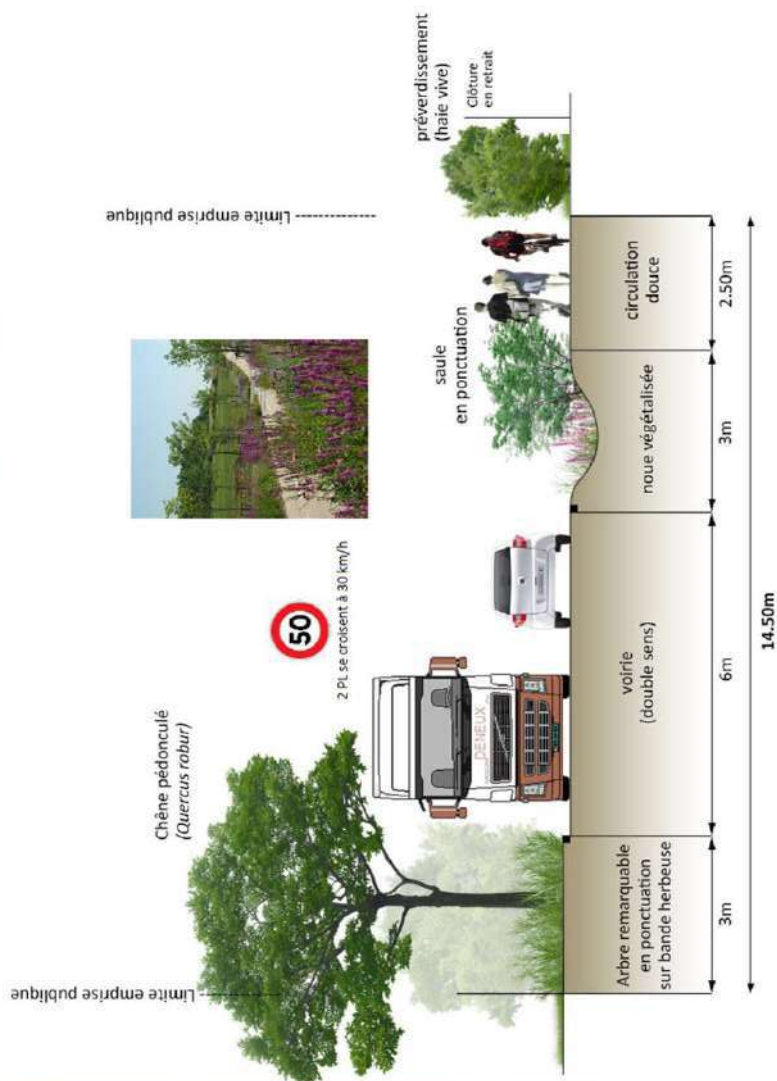 Limite emprise publique
Limite emprise publique
Chêne pédonculé
(Quercus robur)
50
2 PL se croisent à 30 km/h
DENEUX
saule
en ponctuation
préverdissement
(haie vive)
Clôture
en retrait
Arbre remarquable
en ponctuation
sur bande herbeuse
voirie
(double sens)
noue végétalisée
circulation
douce
3m
6m
3m
2.50m
14.50m